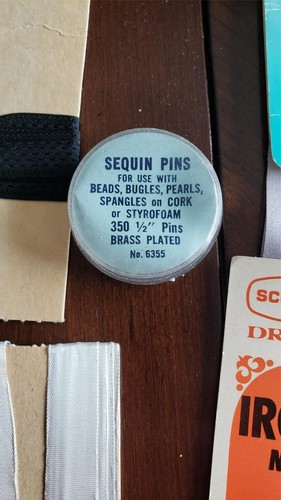 SEQUIN PINS
FOR USE WITH
BEADS, BUGLES, PEARLS,
SPANGLES on CORK
or STYROFOAM
350 ½" Pins
BRASS PLATED
No. 6355